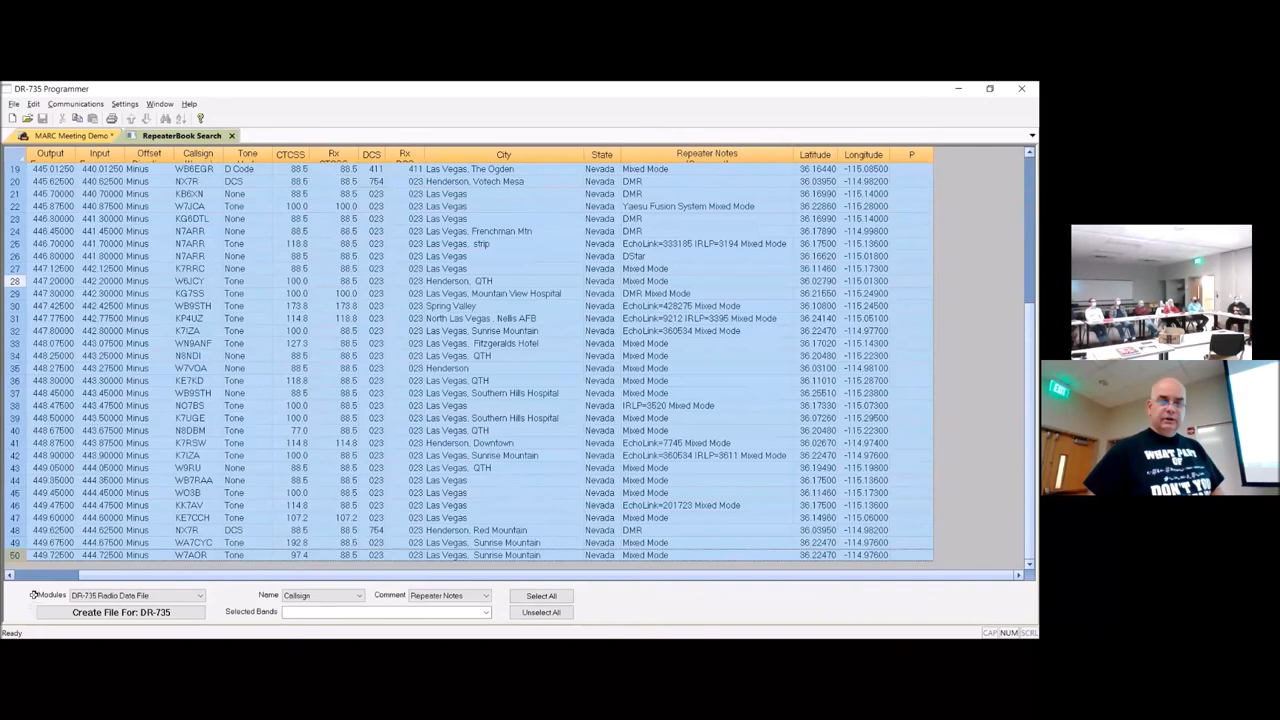 DR-735 Programmer
File Edit Communications Settings Window Help
MARC Meeting Demo * RepeaterBook Search
Output Input Offset Callsign Tone CTCSS Rx DCS Rx City State Repeater Notes Latitude Longitude P
19 445.01250 440.01250 Minus WB6EGR D Code 88.5 88.5 411 411 Las Vegas, The Ogden Nevada Mixed Mode 36.16440 -115.08500
20 445.62500 440.62500 Minus NX7R DCS 88.5 88.5 754 023 Henderson, Votech Mesa Nevada DMR 36.03950 -114.98200
21 445.70000 440.70000 Minus KB6XN None 88.5 88.5 023 023 Las Vegas Nevada DMR 36.16990 -115.14000
22 445.87500 440.87500 Minus W7JCA Tone 100.0 100.0 023 023 Las Vegas Nevada Yaesu Fusion System Mixed Mode 36.22860 -115.28000
23 446.30000 441.30000 Minus KG6DTL None 88.5 88.5 023 023 Las Vegas Nevada DMR 36.16990 -115.14000
24 446.45000 441.45000 Minus N7ARR None 88.5 88.5 023 023 Las Vegas, Frenchman Mtn Nevada DMR 36.17890 -114.99800
25 446.70000 441.70000 Minus N7ARR Tone 118.8 88.5 023 023 Las Vegas, strip Nevada EchoLink=333185 IRLP=3194 Mixed Mode 36.17500 -115.13600
26 446.80000 441.80000 Minus N7ARR None 88.5 88.5 023 023 Las Vegas Nevada DStar 36.16620 -115.01800
27 447.12500 442.12500 Minus K7RRC None 88.5 88.5 023 023 Las Vegas Nevada Mixed Mode 36.11460 -115.17300
28 447.20000 442.20000 Minus W6JCY Tone 100.0 88.5 023 023 Henderson, QTH Nevada Mixed Mode 36.02790 -115.01300
29 447.30000 442.30000 Minus KG7SS Tone 100.0 100.0 023 023 Las Vegas, Mountain View Hospital Nevada DMR Mixed Mode 36.21550 -115.24900
30 447.42500 442.42500 Minus WB9STH Tone 173.8 173.8 023 023 Spring Valley Nevada EchoLink=428275 Mixed Mode 36.10800 -115.24500
31 447.77500 442.77500 Minus KP4UZ Tone 114.8 118.8 023 023 North Las Vegas , Nellis AFB Nevada EchoLink=9212 IRLP=3395 Mixed Mode 36.24140 -115.05100
32 447.80000 442.80000 Minus K7IZA Tone 100.0 88.5 023 023 Las Vegas, Sunrise Mountain Nevada EchoLink=360534 Mixed Mode 36.22470 -114.97700
33 448.07500 443.07500 Minus WN9ANF Tone 127.3 88.5 023 023 Las Vegas, Fitzgeralds Hotel Nevada Mixed Mode 36.17020 -115.14300
34 448.25000 443.25000 Minus N8NDI None 88.5 88.5 023 023 Las Vegas, QTH Nevada Mixed Mode 36.20480 -115.22300
35 448.27500 443.27500 Minus W7VOA None 88.5 88.5 023 023 Henderson Nevada Mixed Mode 36.03100 -114.98100
36 448.30000 443.30000 Minus KE7KD Tone 118.8 88.5 023 023 Las Vegas, QTH Nevada Mixed Mode 36.11010 -115.28700
37 448.45000 443.45000 Minus WB9STH None 88.5 88.5 023 023 Las Vegas, Southern Hills Hospital Nevada Mixed Mode 36.25510 -115.23800
38 448.47500 443.47500 Minus NO7BS Tone 100.0 88.5 023 023 Las Vegas Nevada IRLP=3520 Mixed Mode 36.17330 -115.07300
39 448.50000 443.50000 Minus K7UGE Tone 100.0 88.5 023 023 Las Vegas, Southern Hills Hospital Nevada Mixed Mode 36.07260 -115.29500
40 448.67500 443.67500 Minus N8DBM Tone 77.0 88.5 023 023 Las Vegas, QTH Nevada Mixed Mode 36.20480 -115.22300
41 448.87500 443.87500 Minus K7RSW Tone 114.8 114.8 023 023 Henderson, Downtown Nevada EchoLink=7745 Mixed Mode 36.02670 -114.97400
42 448.90000 443.90000 Minus K7IZA Tone 100.0 88.5 023 023 Las Vegas, Sunrise Mountain Nevada EchoLink=360534 IRLP=3611 Mixed Mode 36.22470 -114.97600
43 449.05000 444.05000 Minus W9RU None 88.5 88.5 023 023 Las Vegas, QTH Nevada Mixed Mode 36.19490 -115.19800
44 449.35000 444.35000 Minus WB7RAA None 88.5 88.5 023 023 Las Vegas Nevada Mixed Mode 36.17500 -115.13600
45 449.45000 444.45000 Minus WO3B Tone 100.0 88.5 023 023 Las Vegas Nevada Mixed Mode 36.11460 -115.17300
46 449.47500 444.47500 Minus KK7AV Tone 114.8 88.5 023 023 Las Vegas Nevada EchoLink=201723 Mixed Mode 36.17500 -115.13600
47 449.60000 444.60000 Minus KE7CCH Tone 107.2 107.2 023 023 Las Vegas Nevada Mixed Mode 36.14950 -115.06000
48 449.62500 444.62500 Minus NX7R DCS 88.5 88.5 754 023 Henderson, Red Mountain Nevada DMR 36.03950 -114.98200
49 449.67500 444.67500 Minus WA7CYC Tone 192.8 88.5 023 023 Las Vegas, Sunrise Mountain Nevada Mixed Mode 36.22470 -114.97600
50 449.72500 444.72500 Minus W7AOR Tone 97.4 88.5 023 023 Las Vegas, Sunrise Mountain Nevada Mixed Mode 36.22470 -114.97600
Modules DR-735 Radio Data File Name Callsign Comment Repeater Notes Select All
Create File For: DR-735 Selected Bands Unselect All
Ready CAP NUM SCRL
EXIT
WHAT PART
OF
DON'T YOU